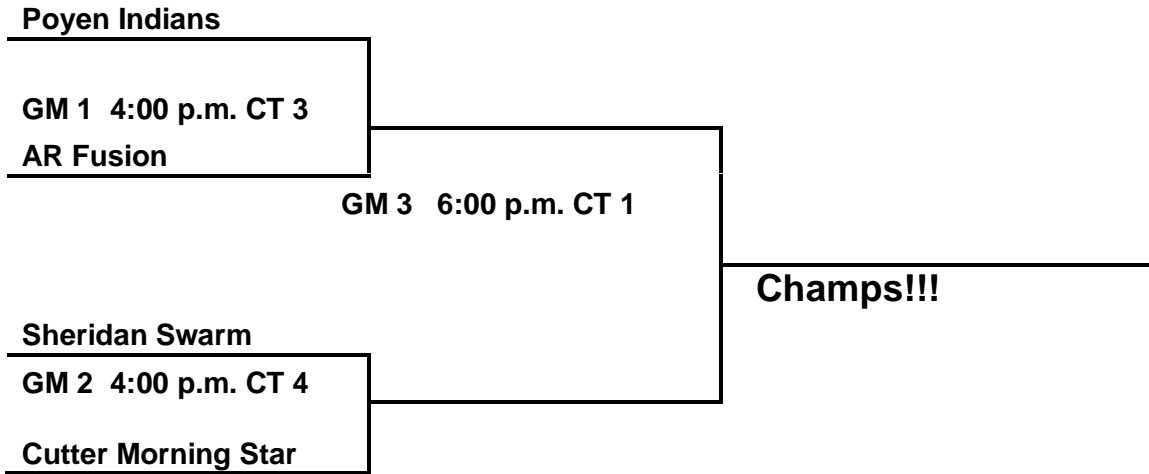 Poyen Indians
GM 1  4:00 p.m. CT 3
AR Fusion
GM 3   6:00 p.m. CT 1
Champs!!!
Sheridan Swarm
GM 2  4:00 p.m. CT 4
Cutter Morning Star